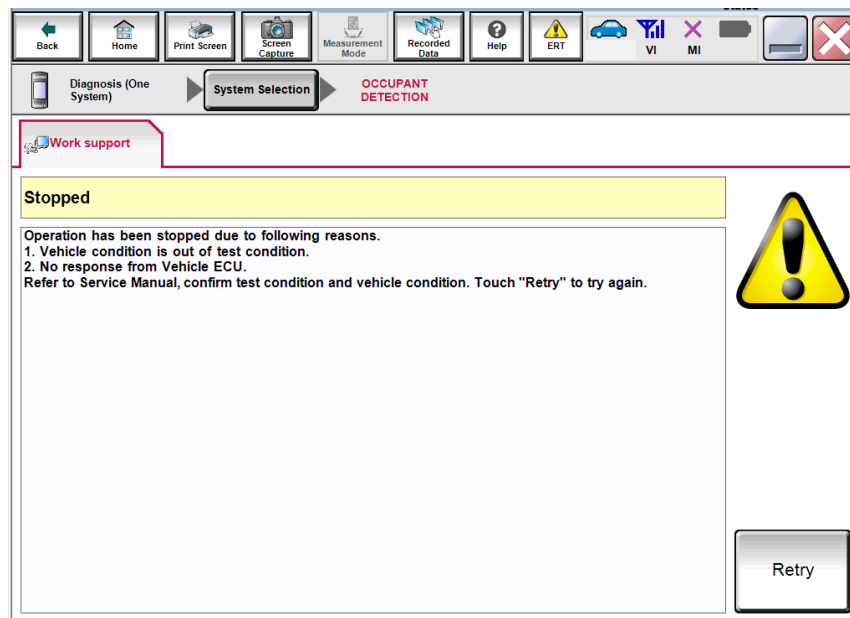 Back
Home
Print Screen
Screen
Capture
Measurement
Mode
Recorded
Data
Help
ERT
VI
MI
Diagnosis (One
System)
System Selection
OCCUPANT
DETECTION
Work support
Stopped
Operation has been stopped due to following reasons.
1. Vehicle condition is out of test condition.
2. No response from Vehicle ECU.
Refer to Service Manual, confirm test condition and vehicle condition. Touch "Retry" to try again.
Retry